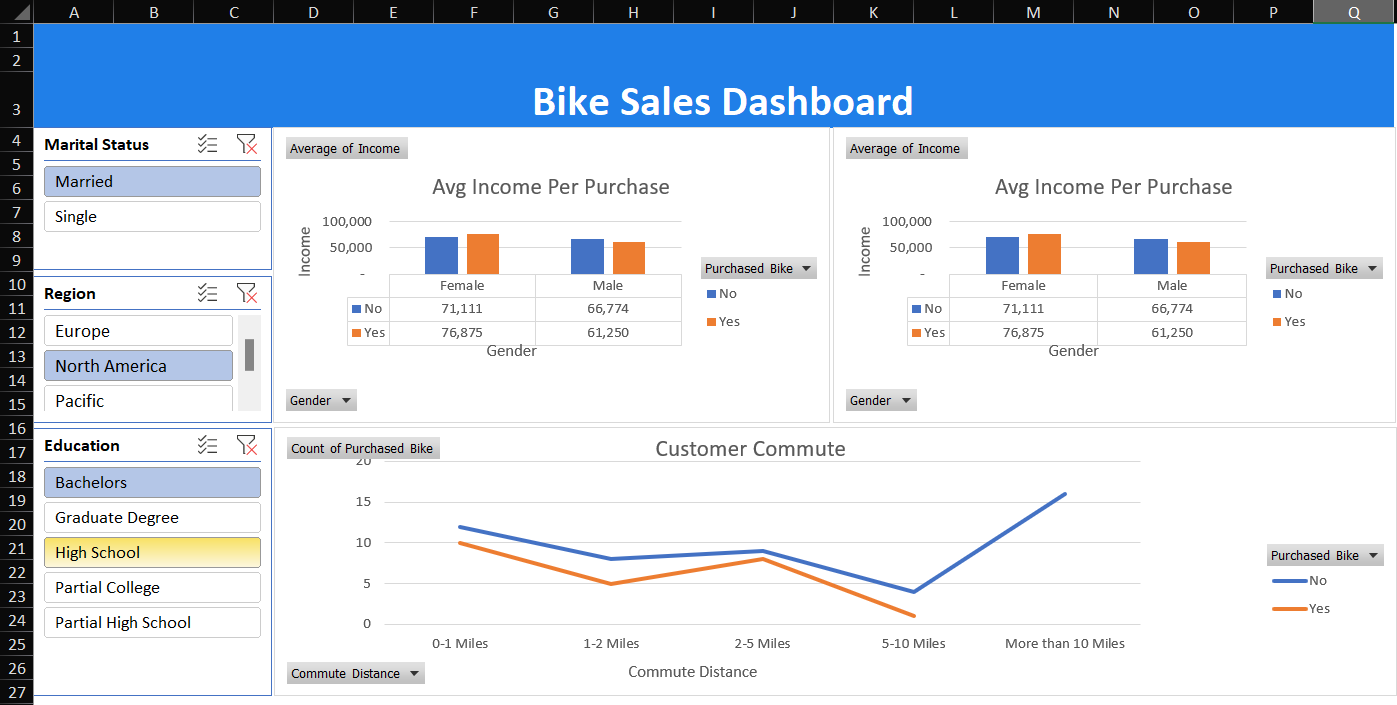 A B C D E F G H I J K L M N O P Q
1
2
3
4
5
6
7
8
9
10
11
12
13
14
15
16
17
18
19
20
21
22
23
24
25
26
27
Bike Sales Dashboard
Marital Status
Married
Single
Region
Europe
North America
Pacific
Education
Bachelors
Graduate Degree
High School
Partial College
Partial High School
Average of Income
Avg Income Per Purchase
Income
100,000
50,000
-
Female Male
No 71,111 66,774
Yes 76,875 61,250
Gender
Purchased Bike
No
Yes
Gender
Average of Income
Avg Income Per Purchase
Income
100,000
50,000
-
Female Male
No 71,111 66,774
Yes 76,875 61,250
Gender
Purchased Bike
No
Yes
Gender
Count of Purchased Bike
Customer Commute
20
15
10
5
0
0-1 Miles 1-2 Miles 2-5 Miles 5-10 Miles More than 10 Miles
Commute Distance
Purchased Bike
No
Yes
Commute Distance